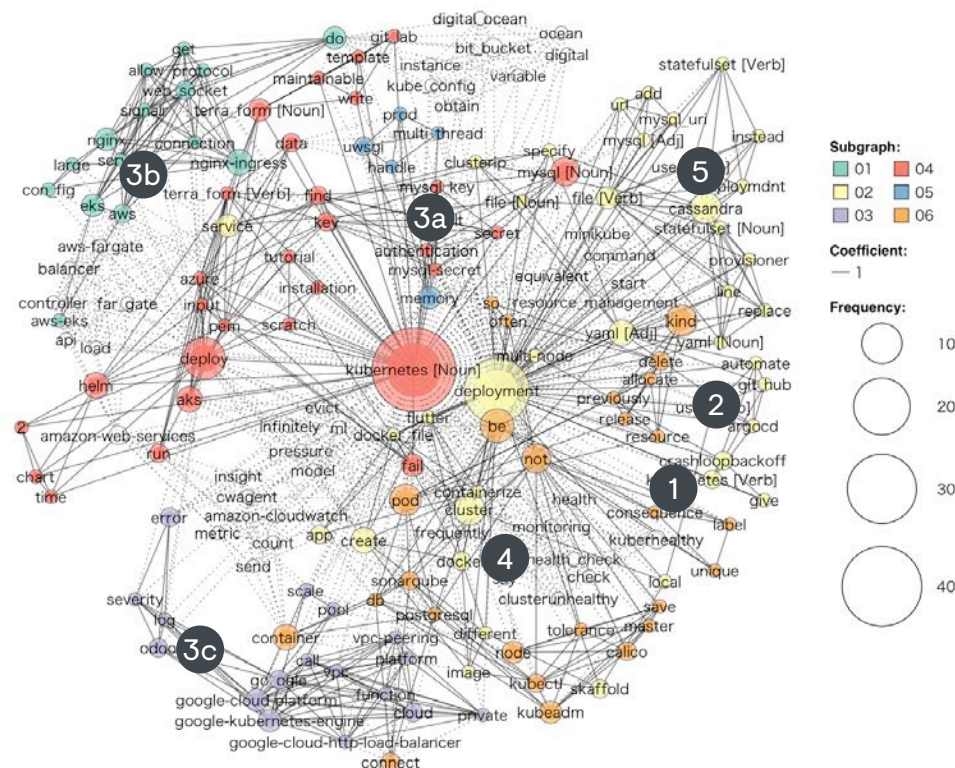 digital_ocean
do
git_lab
ocean
get
template
bit_bucket
digital
allow_protocol
instance
statefulset [Verb]
web_socket
maintainable
kube_config
variable
add
signalr
terra_form [Noun]
write
obtain
url
prod
mysql_uri
nginx
connection
data
uwsgi
multi_thread
mysql [Adj]
instead
large
nginx-ingress
handle
clusterip
specify
mysql [Noun]
5
3b
config
terra_form [Verb]
find
mysql_key
file [Noun]
file [Verb]
eks
aws
service
key
3a
secret
cassandra
aws-fargate
authentication
minikube
statefulset [Noun]
balancer
tutorial
mysql-secret
command
provisioner
azure
installation
equivalent
start
controller
far_gate
input
memory
so
resource_management
line
aws-eks
pem
scratch
often
kind
replace
api
load
deploy
yaml [Adj]
yaml [Noun]
kubernetes [Noun]
multi-node
delete
automate
helm
deployment
allocate
git_hub
aks
previously
2
evict
flutter
release
argocd
amazon-web-services
infinitely
ml
docker_file
be
resource
run
pressure
fail
not
crashloopbackoff
chart
insight
model
1
time
cwagent
pod
containerize
health
give
error
amazon-cloudwatch
cluster
consequence
label
metric
count
app
create
frequently
monitoring
kuberhealthy
send
4
health_check
check
unique
severity
scale
sonarqube
local
log
pool
db
postgresql
clusterunhealthy
save
3c
container
vpc-peering
different
tolerance
master
call
vpc
platform
node
calico
google-cloud-platform
function
image
kubectl
skaffold
google-kubernetes-engine
cloud
private
kubeadm
google-cloud-http-load-balancer
connect
Subgraph:
01 04
02 05
03 06
Coefficient:
1
Frequency:
10
20
30
40